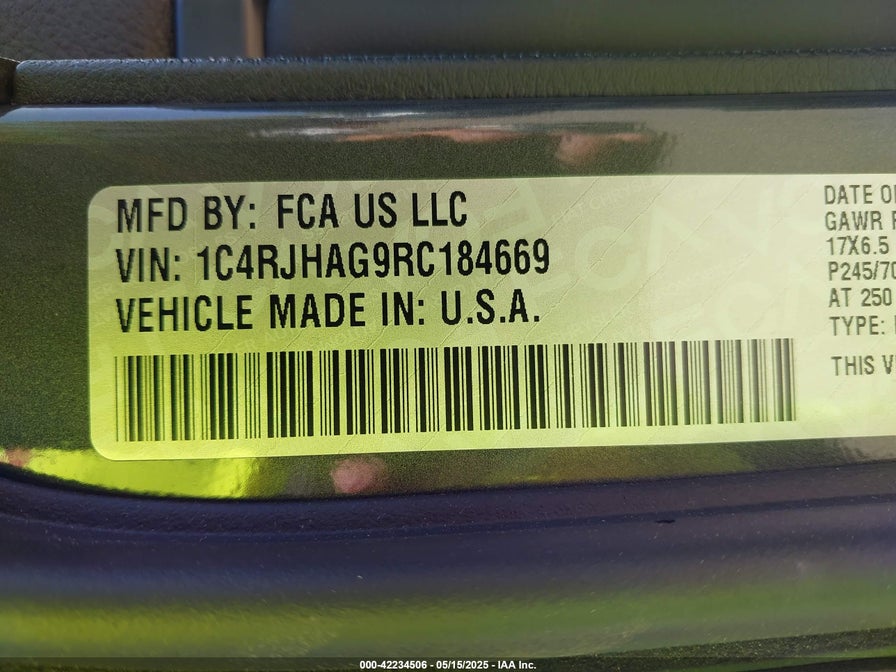 MFD BY: FCA US LLC
VIN: 1C4RJHAG9RC184669
VEHICLE MADE IN: U.S.A.
DATE
GAWR
17X6.5
P245/70
AT 250
TYPE:
THIS
000-42234506 - 05/15/2025 - IAA Inc.